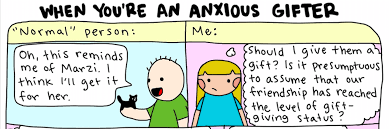 WHEN YOU'RE AN ANXIOUS GIFTER
"Normal" person:
Me:
Oh, this reminds
me of Marzi. I
think I'll get it
for her.
Should I give them a
gift? Is it presumptuous
to assume that our
friendship has reached
the level of gift-
giving status?